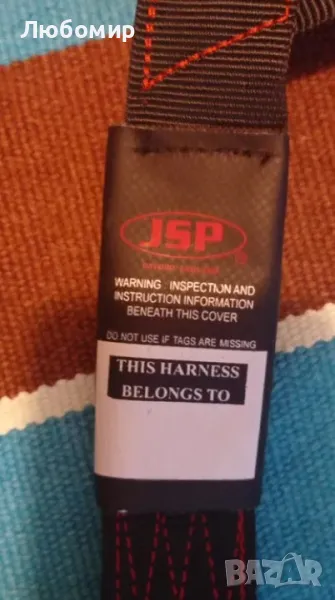 Любомир
JSP
®
WARNING : INSPECTION AND
INSTRUCTION INFORMATION
BENEATH THIS COVER
DO NOT USE IF TAGS ARE MISSING
THIS HARNESS
BELONGS TO
BAZAR